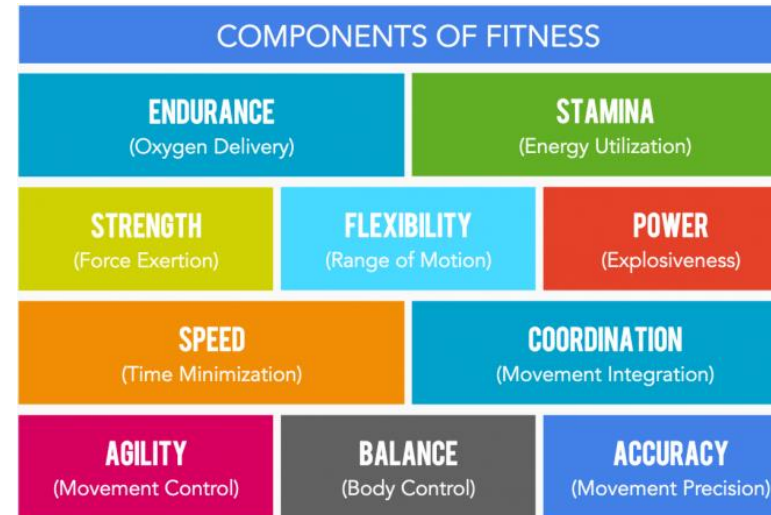 COMPONENTS OF FITNESS
ENDURANCE
(Oxygen Delivery)
STAMINA
(Energy Utilization)
STRENGTH
(Force Exertion)
FLEXIBILITY
(Range of Motion)
POWER
(Explosiveness)
SPEED
(Time Minimization)
COORDINATION
(Movement Integration)
AGILITY
(Movement Control)
BALANCE
(Body Control)
ACCURACY
(Movement Precision)